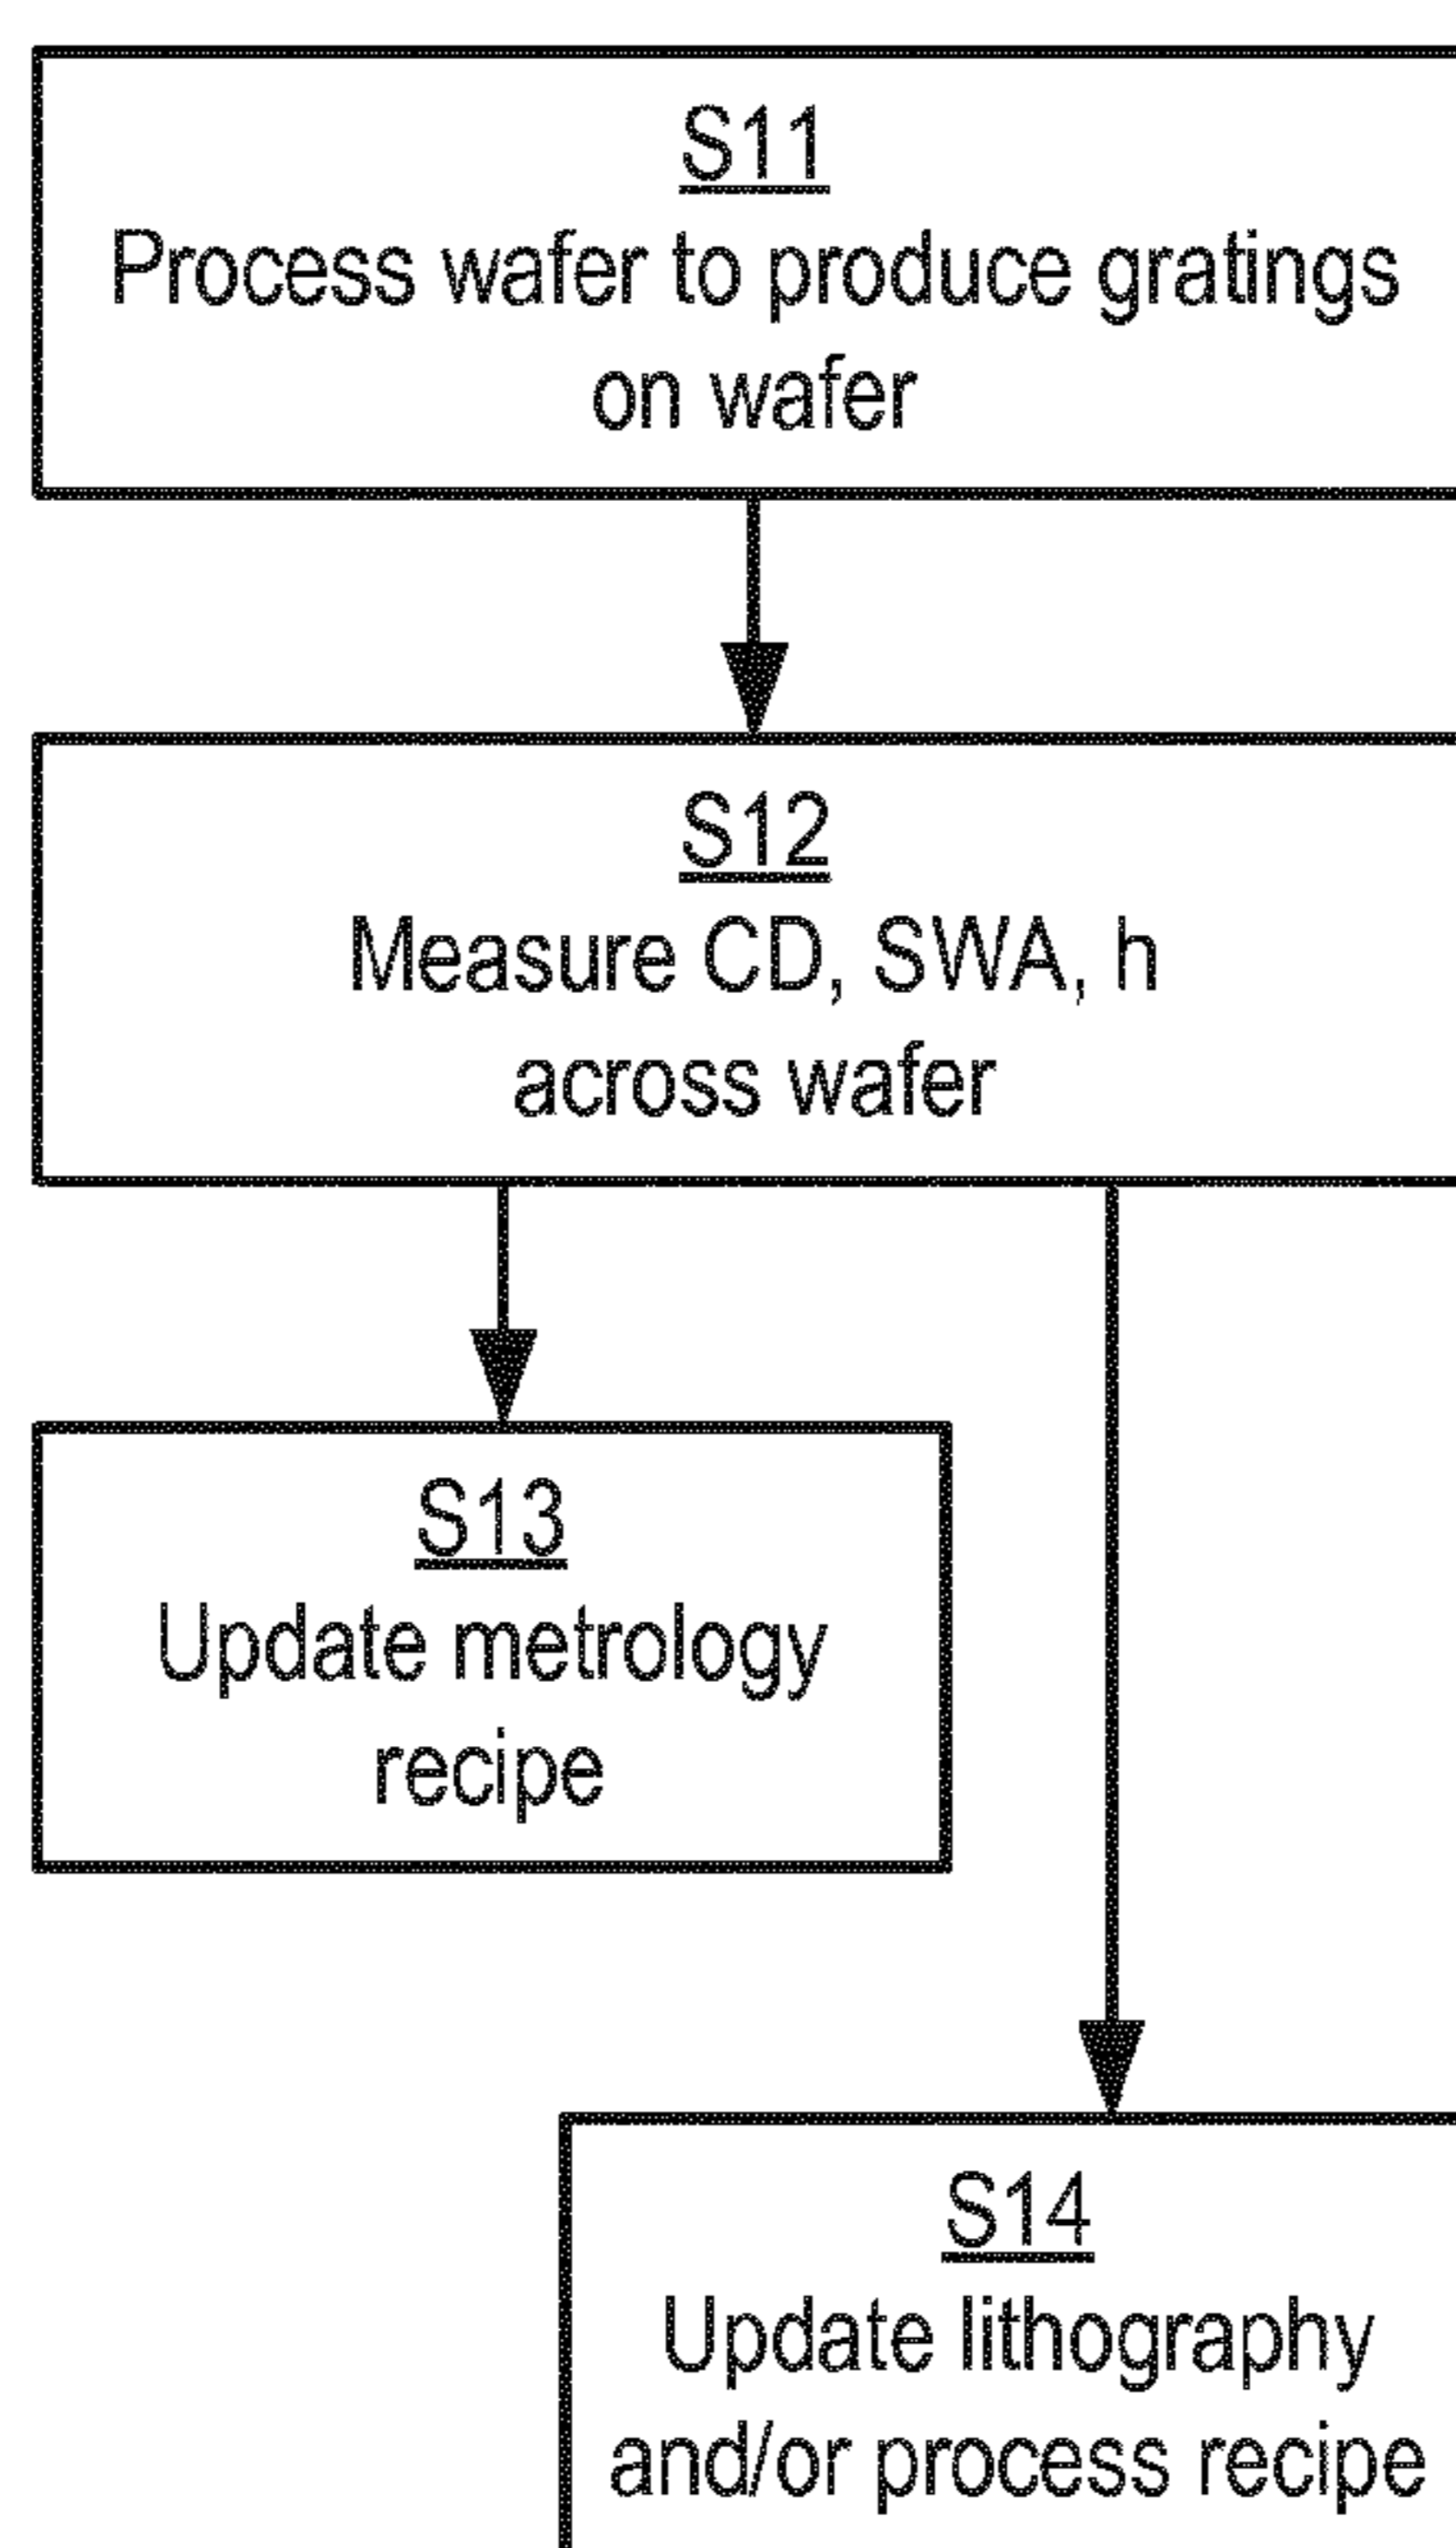 S11
Process wafer to produce gratings
on wafer
S12
Measure CD, SWA, h
across wafer
S13
Update metrology
recipe
S14
Update lithography
and/or process recipe